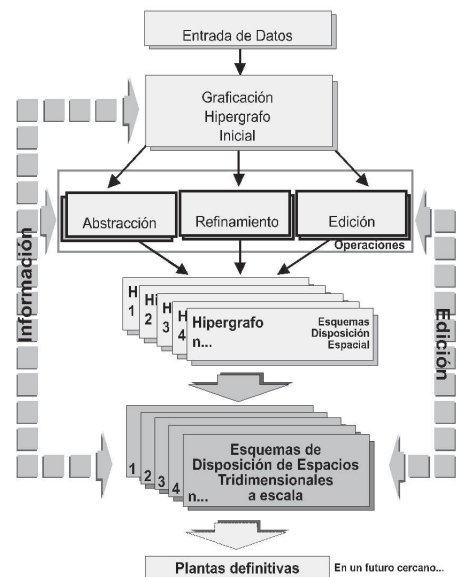 Entrada de Datos
Graficación
Hipergrafo
Inicial
Abstracción
Refinamiento
Edición
Operaciones
Información
Edición
H
1
Hi
2
H
3
H
4
Hipergrafo
n...
Esquemas
Disposición
Espacial
1
2
3
4
n...
Esquemas de
Disposición de Espacios
Tridimensionales
a escala
Plantas definitivas
En un futuro cercano...